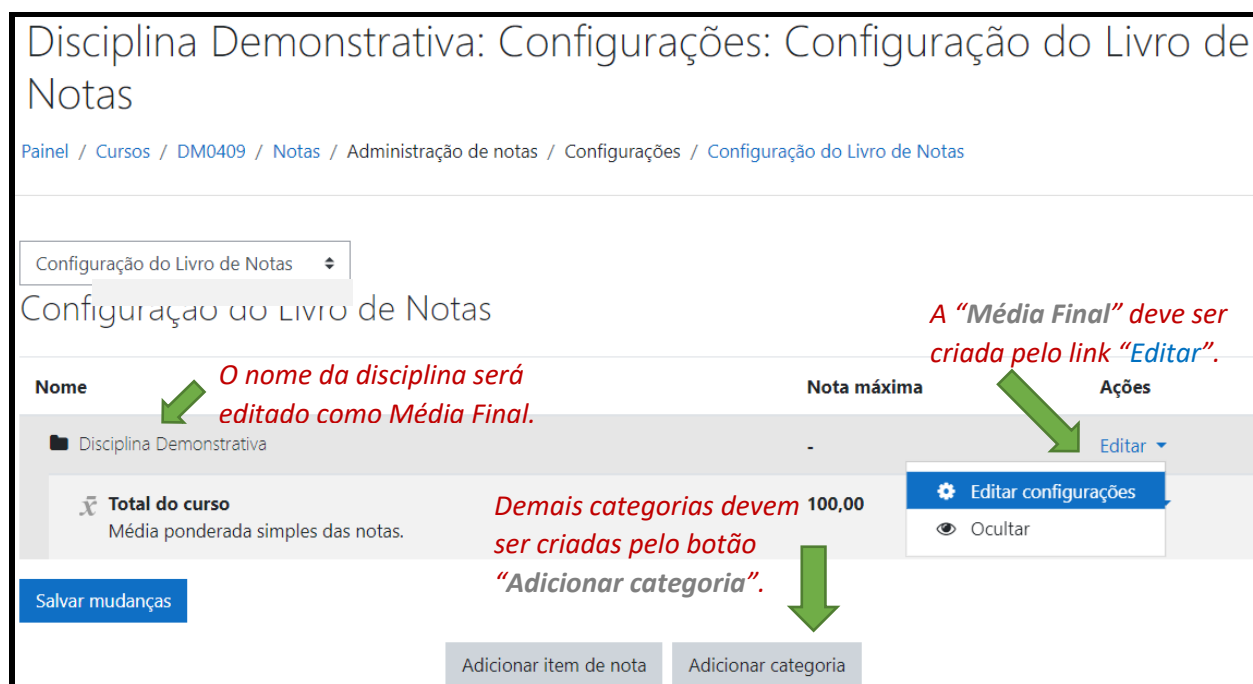 Disciplina Demonstrativa: Configurações: Configuração do Livro de
Notas
Painel / Cursos / DM0409 / Notas / Administração de notas / Configurações / Configuração do Livro de Notas
Configuração do Livro de Notas
Configuração do Livro de Notas
A “Média Final” deve ser
criada pelo link “Editar”.
O nome da disciplina será
editado como Média Final.
Nome Nota máxima Ações
Disciplina Demonstrativa - Editar
Total do curso 100,00
Média ponderada simples das notas.
Editar configurações
Ocultar
Demais categorias devem
ser criadas pelo botão
“Adicionar categoria”.
Salvar mudanças
Adicionar item de nota Adicionar categoria